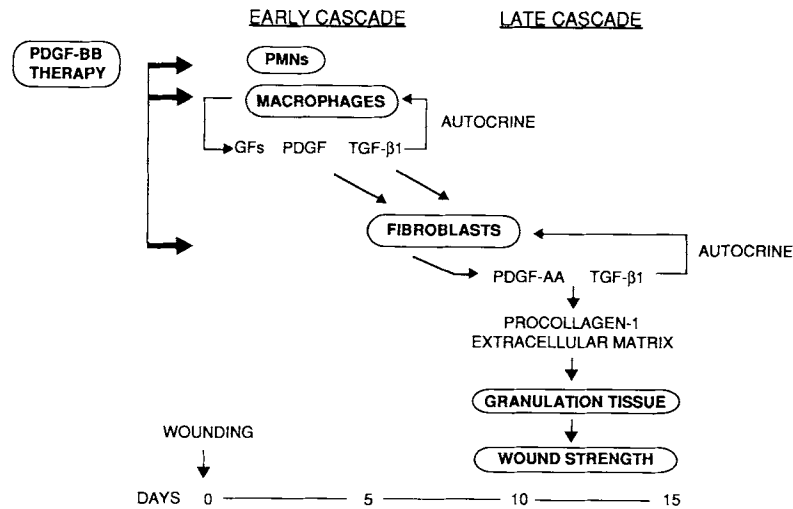 EARLY CASCADE
LATE CASCADE
PDGF-BB
THERAPY
PMNs
MACROPHAGES
AUTOCRINE
GFs PDGF TGF-β1
FIBROBLASTS
AUTOCRINE
PDGF-AA TGF-β1
PROCOLLAGEN-1
EXTRACELLULAR MATRIX
GRANULATION TISSUE
WOUNDING
WOUND STRENGTH
DAYS 0 5 10 15